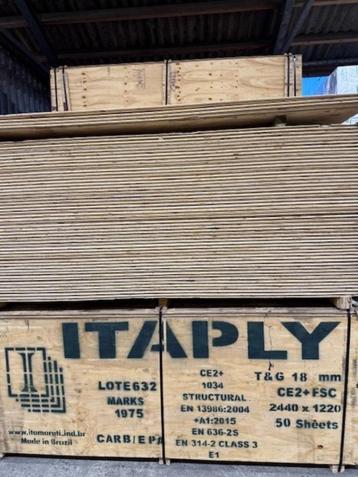 ITAPLY
LOTE632
MARKS
1975
www.itamarati.ind.br
Made in Brazil
CARB/EPA
CE2+
1034
STRUCTURAL
EN 13986:2004
+A1:2015
EN 636-2S
EN 314-2 CLASS 3
E1
T&G 18 mm
CE2+FSC
2440 x 1220
50 Sheets